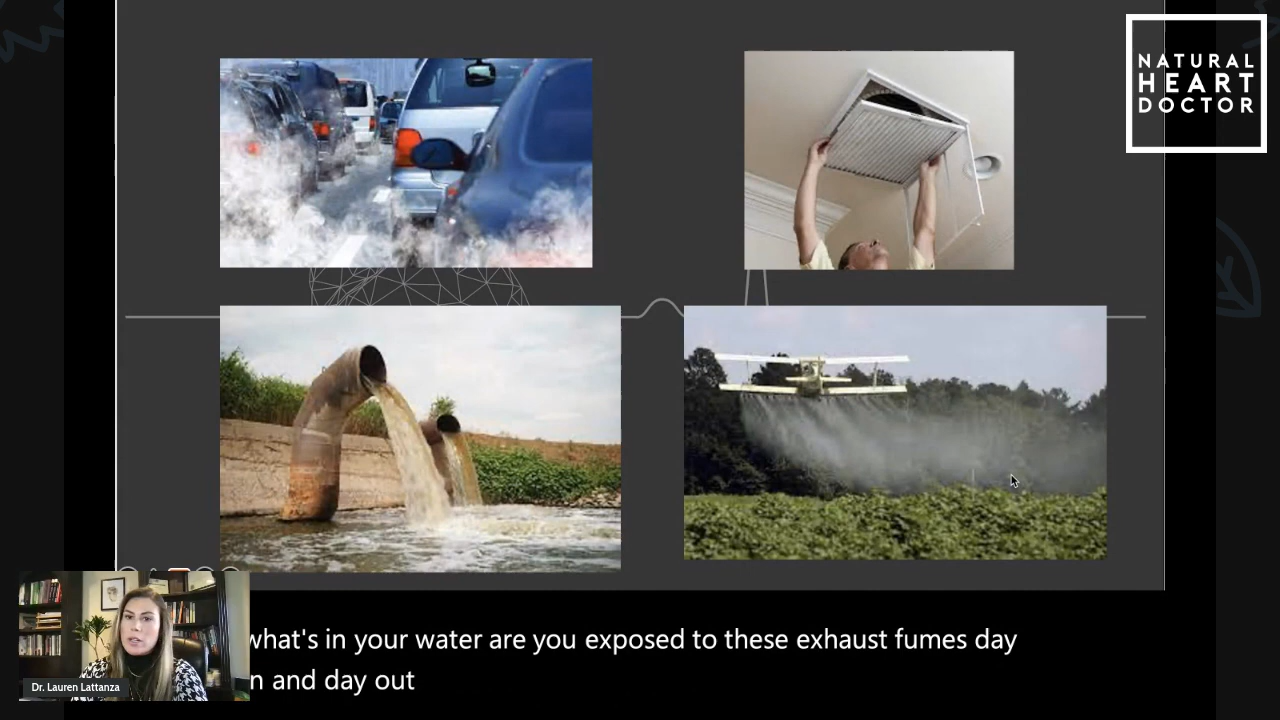 NATURAL
HEART
DOCTOR
what's in your water are you exposed to these exhaust fumes day
n and day out
Dr. Lauren Lattanza